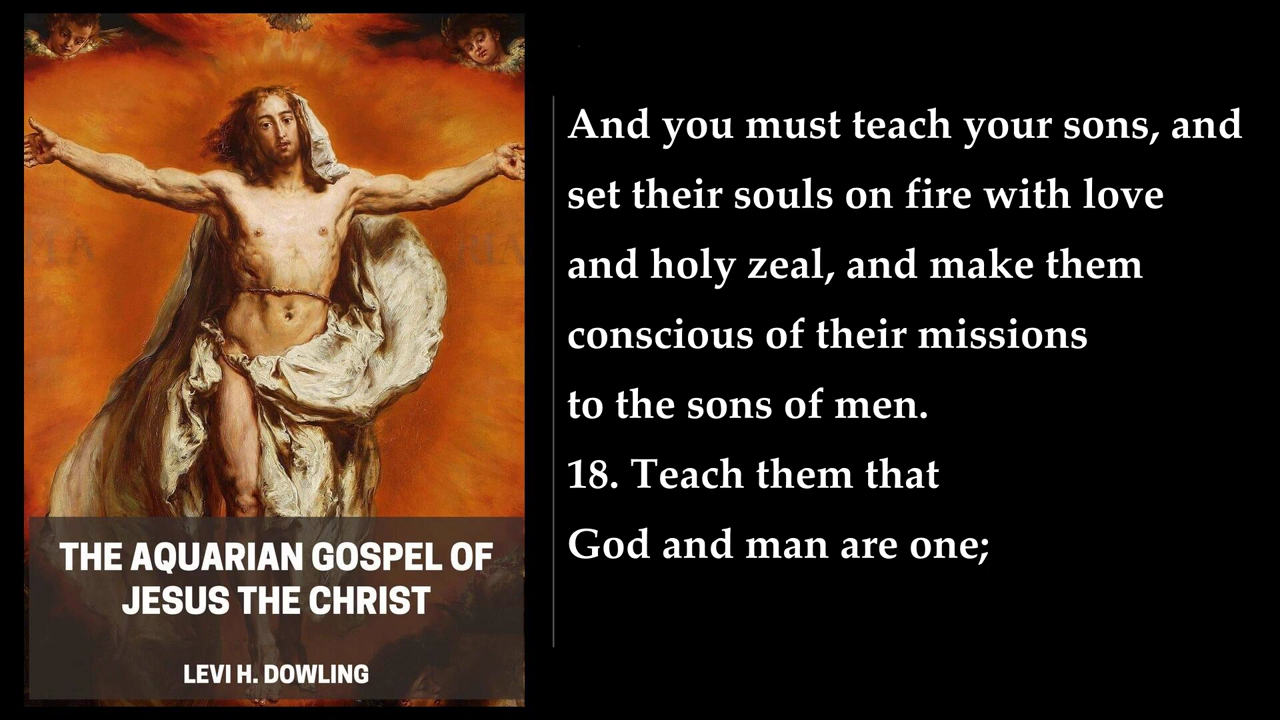 THE AQUARIAN GOSPEL OF
JESUS THE CHRIST
LEVI H. DOWLING
And you must teach your sons, and
set their souls on fire with love
and holy zeal, and make them
conscious of their missions
to the sons of men.
18. Teach them that
God and man are one;